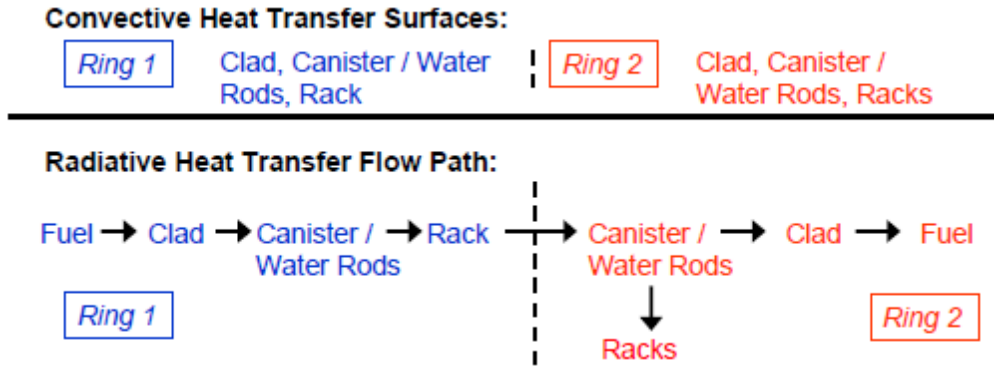 Convective Heat Transfer Surfaces:
Ring 1
Clad, Canister / Water
Rods, Rack
Ring 2
Clad, Canister /
Water Rods, Racks
Radiative Heat Transfer Flow Path:
Fuel → Clad → Canister / → Rack → Canister / → Clad → Fuel
Water Rods
Water Rods
↓
Racks
Ring 1
Ring 2